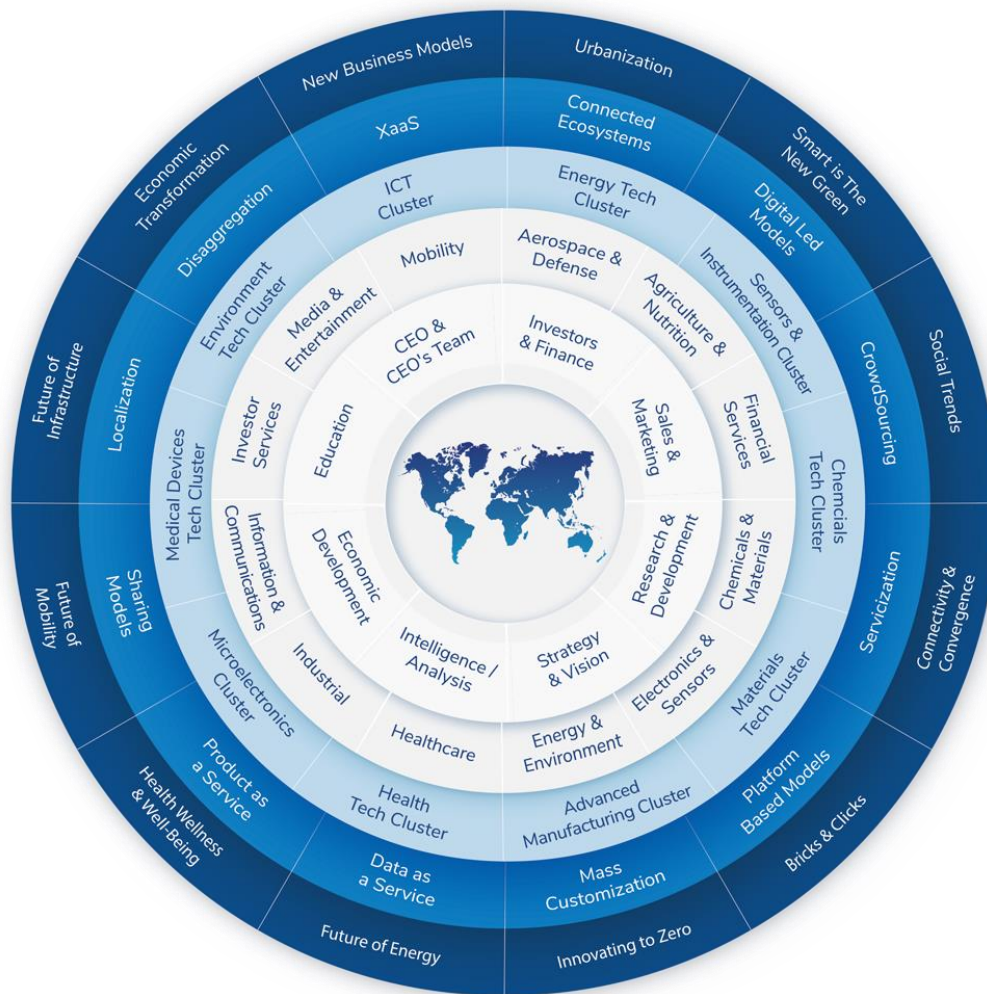 New Business Models
Urbanization
Smart is The
New Green
Social Trends
Connectivity &
Convergence
Bricks & Clicks
Innovating to Zero
Future of Energy
Health Wellness
& Well-Being
Future of
Mobility
Future of
Infrastructure
Economic
Transformation
XaaS
Connected
Ecosystems
Digital Led
Models
CrowdSourcing
Servicization
Platform
Based Models
Mass
Customization
Data as
a Service
Product as
a Service
Sharing
Models
Localization
Disaggregation
ICT
Cluster
Energy Tech
Cluster
Sensors &
Instrumentation Cluster
Chemcials
Tech Cluster
Materials
Tech Cluster
Advanced
Manufacturing Cluster
Health
Tech Cluster
Microelectronics
Cluster
Medical Devices
Tech Cluster
Environment
Tech Cluster
Mobility
Aerospace &
Defense
Agriculture &
Nutrition
Financial
Services
Chemicals &
Materials
Electronics &
Sensors
Energy &
Environment
Healthcare
Industrial
Information &
Communications
Investor
Services
Media &
Entertainment
CEO &
CEO's Team
Investors
& Finance
Sales &
Marketing
Research &
Development
Strategy
& Vision
Intelligence /
Analysis
Economic
Development
Education